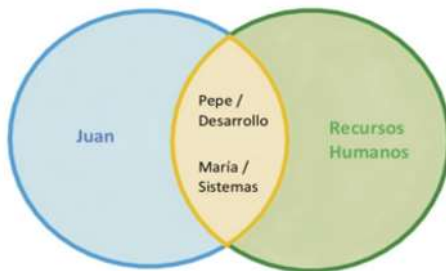 Juan
Pepe /
Desarrollo
María /
Sistemas
Recursos
Humanos